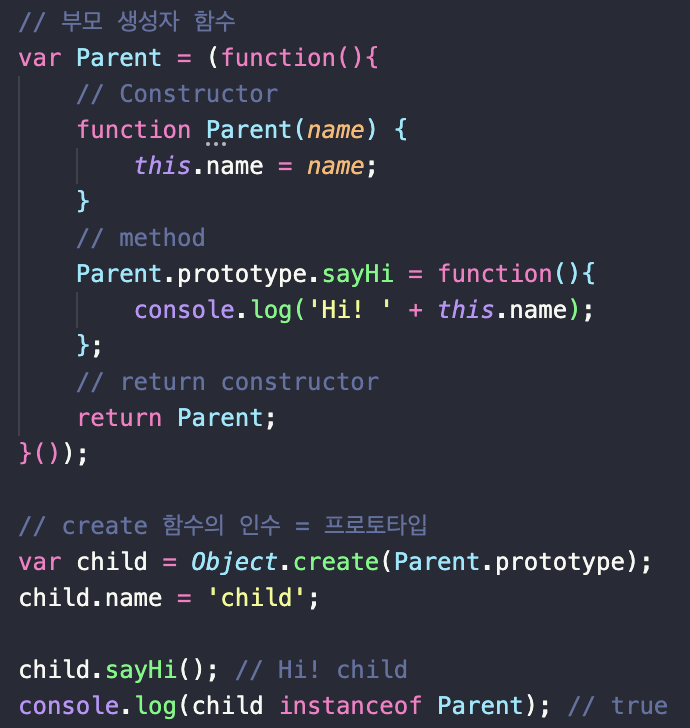 // 부모 생성자 함수
var Parent = (function(){
    // Constructor
    function Parent(name) {
        this.name = name;
    }
    // method
    Parent.prototype.sayHi = function(){
        console.log('Hi! ' + this.name);
    };
    // return constructor
    return Parent;
}());

// create 함수의 인수 = 프로토타입
var child = Object.create(Parent.prototype);
child.name = 'child';

child.sayHi(); // Hi! child
console.log(child instanceof Parent); // true